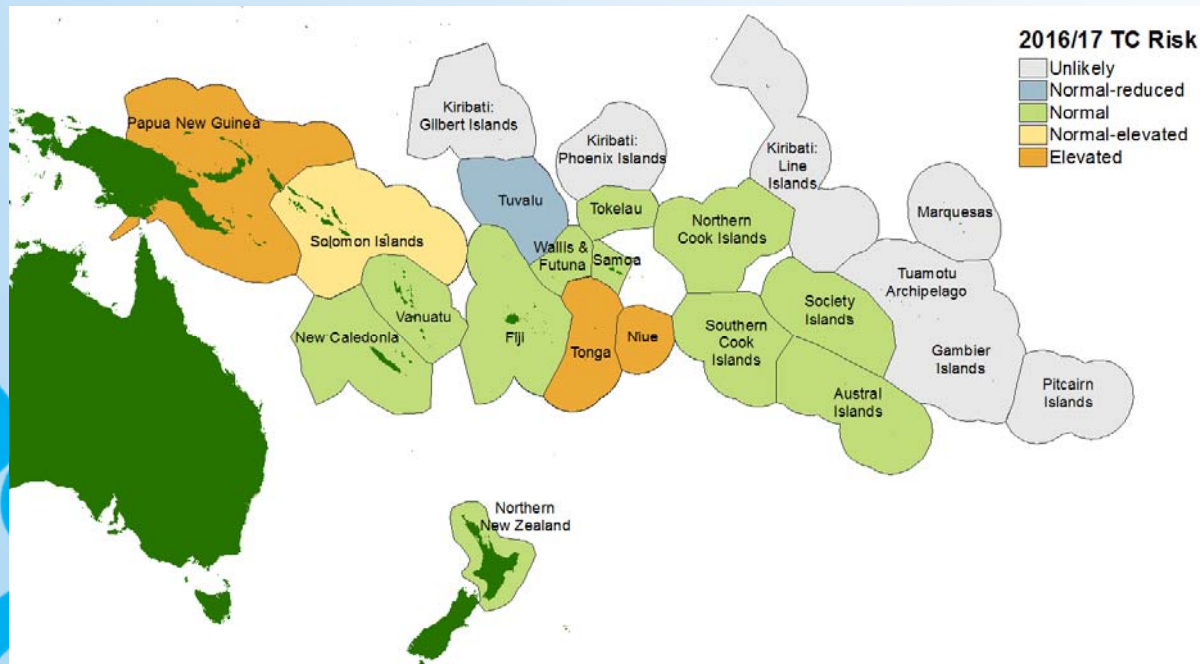 2016/17 TC Risk
Unlikely
Normal-reduced
Normal
Normal-elevated
Elevated
Papua New Guinea
Kiribati:
Gilbert Islands
Kiribati:
Phoenix Islands
Kiribati:
Line
Islands
Marquesas
Tuvalu
Tokelau
Solomon Islands
Wallis &
Futuna
Samoa
Northern
Cook Islands
Tuamotu
Archipelago
Society
Islands
Vanuatu
New Caledonia
Fiji
Tonga
Niue
Southern
Cook
Islands
Gambier
Islands
Pitcairn
Islands
Austral
Islands
Northern
New Zealand